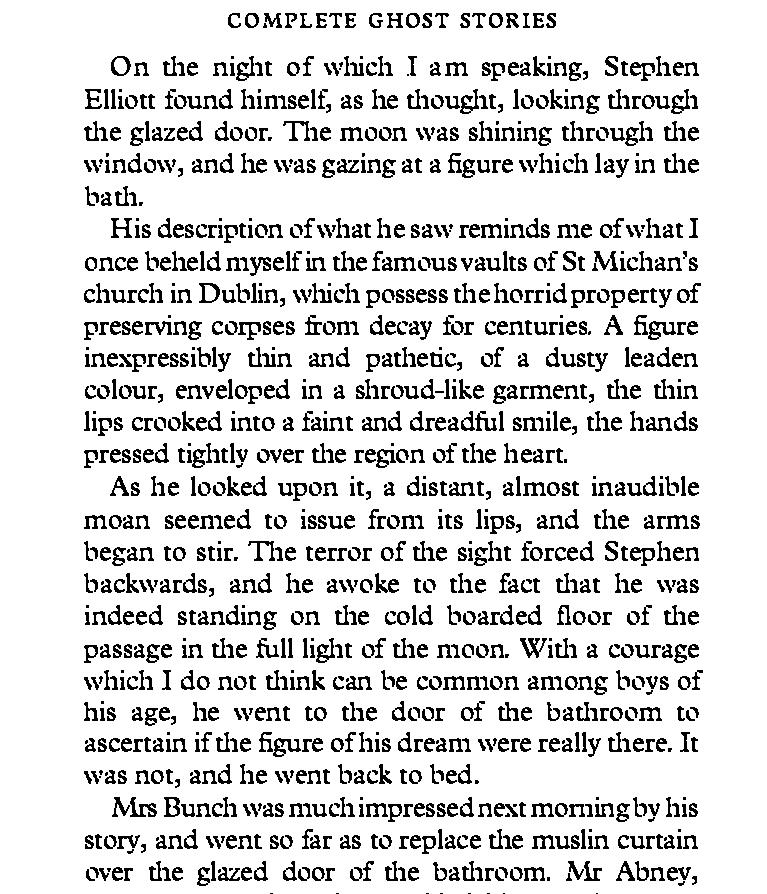 COMPLETE GHOST STORIES
On the night of which I am speaking, Stephen
Elliott found himself, as he thought, looking through
the glazed door. The moon was shining through the
window, and he was gazing at a figure which lay in the
bath.
His description of what he saw reminds me of what I
once beheld myself in the famous vaults of St Michan's
church in Dublin, which possess the horrid property of
preserving corpses from decay for centuries. A figure
inexpressibly thin and pathetic, of a dusty leaden
colour, enveloped in a shroud-like garment, the thin
lips crooked into a faint and dreadful smile, the hands
pressed tightly over the region of the heart.
As he looked upon it, a distant, almost inaudible
moan seemed to issue from its lips, and the arms
began to stir. The terror of the sight forced Stephen
backwards, and he awoke to the fact that he was
indeed standing on the cold boarded floor of the
passage in the full light of the moon. With a courage
which I do not think can be common among boys of
his age, he went to the door of the bathroom to
ascertain if the figure of his dream were really there. It
was not, and he went back to bed.
Mrs Bunch was much impressed next morning by his
story, and went so far as to replace the muslin curtain
over the glazed door of the bathroom. Mr Abney,